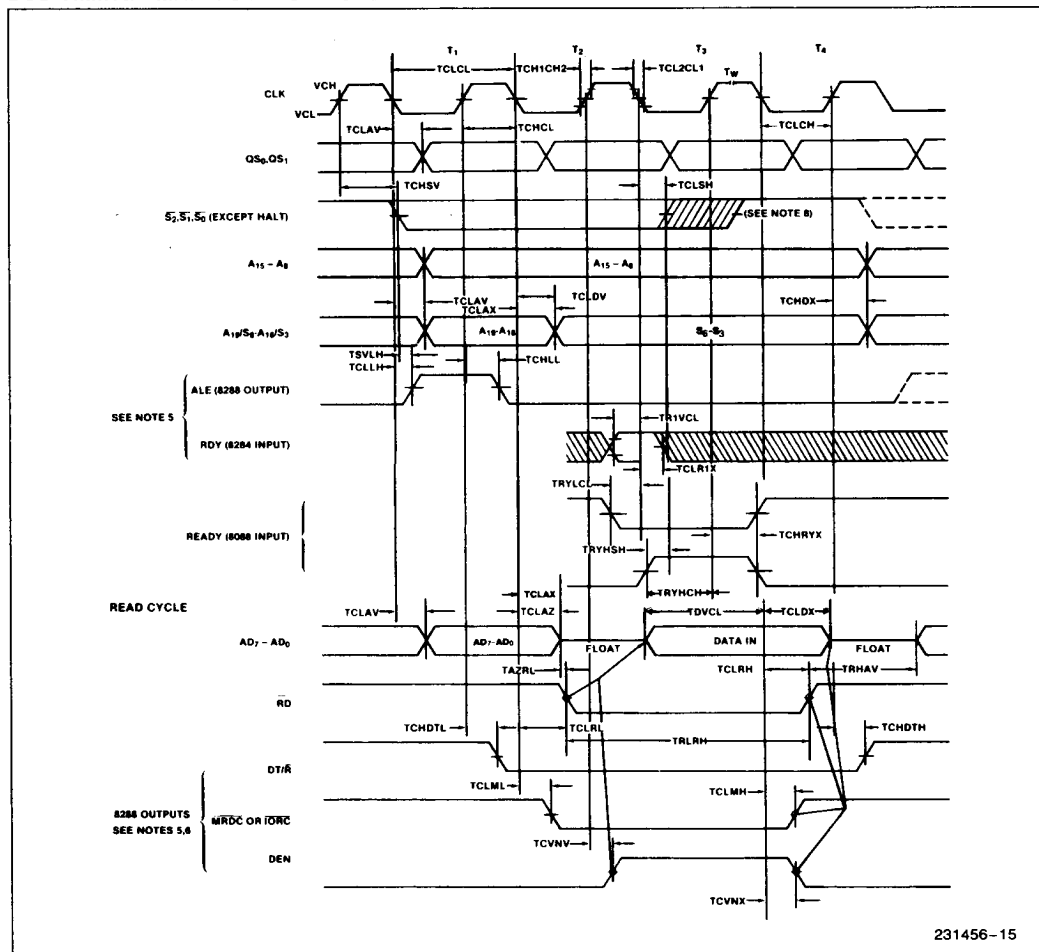 T₁ T₂ T₃ T₄
TCLCL TCH1CH2 TCL2CL1 Tw
VCH
CLK
VCL
TCLAV TCHCL TCLCH
QS₀,QS₁
TCHSV TCLSH
S̅₂,S̅₁,S̅₀ (EXCEPT HALT) (SEE NOTE 8)
A₁₅ – A₈ A₁₅ – A₈
TCLAV TCLDV TCHDX
TCLAX
A₁₉/S₆-A₁₆/S₃ A₁₉-A₁₆ S₆-S₃
TSVLH
TCLLH TCHLL
ALE (8288 OUTPUT)
SEE NOTE 5
TR1VCL
RDY (8284 INPUT)
TCLR1X
TRYLCL
READY (8088 INPUT)
TCHRYX
TRYHSH
TRYHCH
TCLAX
READ CYCLE
TCLAV TCLAZ TDVCL TCLDX
AD₇ – AD₀ AD₇-AD₀ FLOAT DATA IN FLOAT
TAZRL TCLRH TRHAV
R̅D̅
TCHDTL TCLRL TRLRH TCHDTH
DT/R̅
TCLML TCLMH
8288 OUTPUTS
SEE NOTES 5,6
M̅R̅D̅C̅ OR I̅O̅R̅C̅
TCVNV
DEN
TCVNX
231456–15